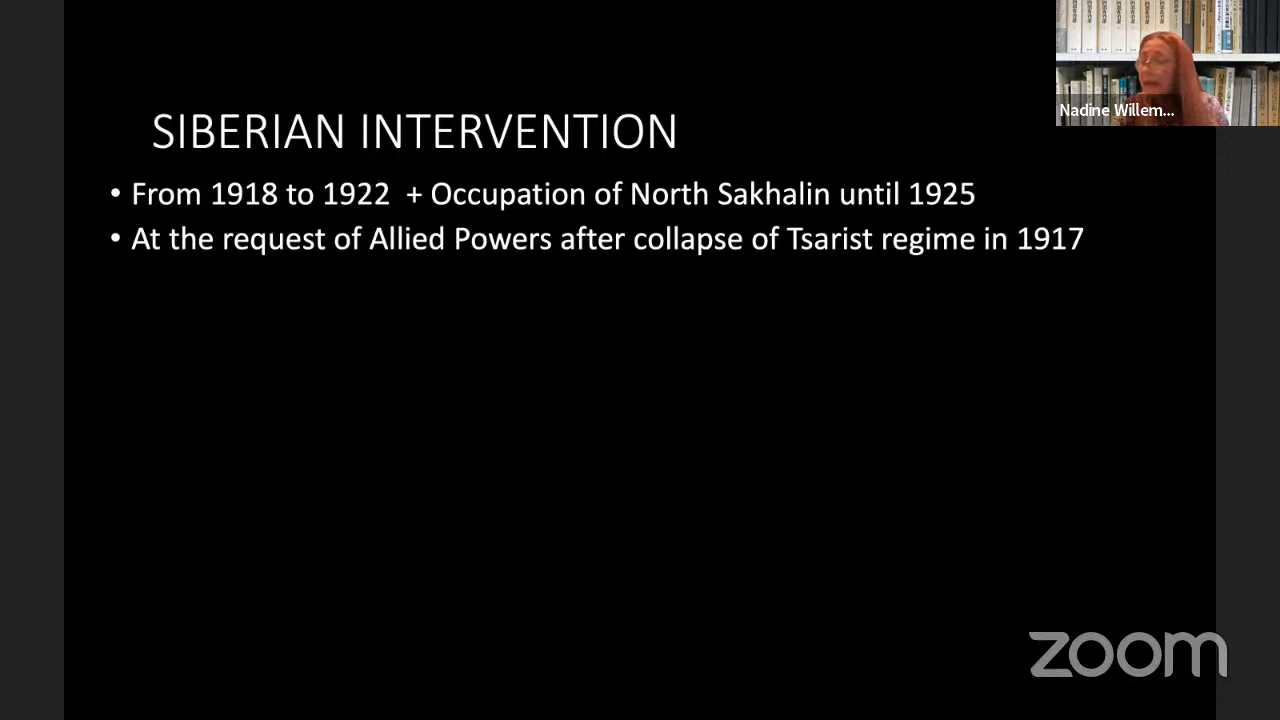 Nadine Willem...
SIBERIAN INTERVENTION
• From 1918 to 1922 + Occupation of North Sakhalin until 1925
• At the request of Allied Powers after collapse of Tsarist regime in 1917
zoom